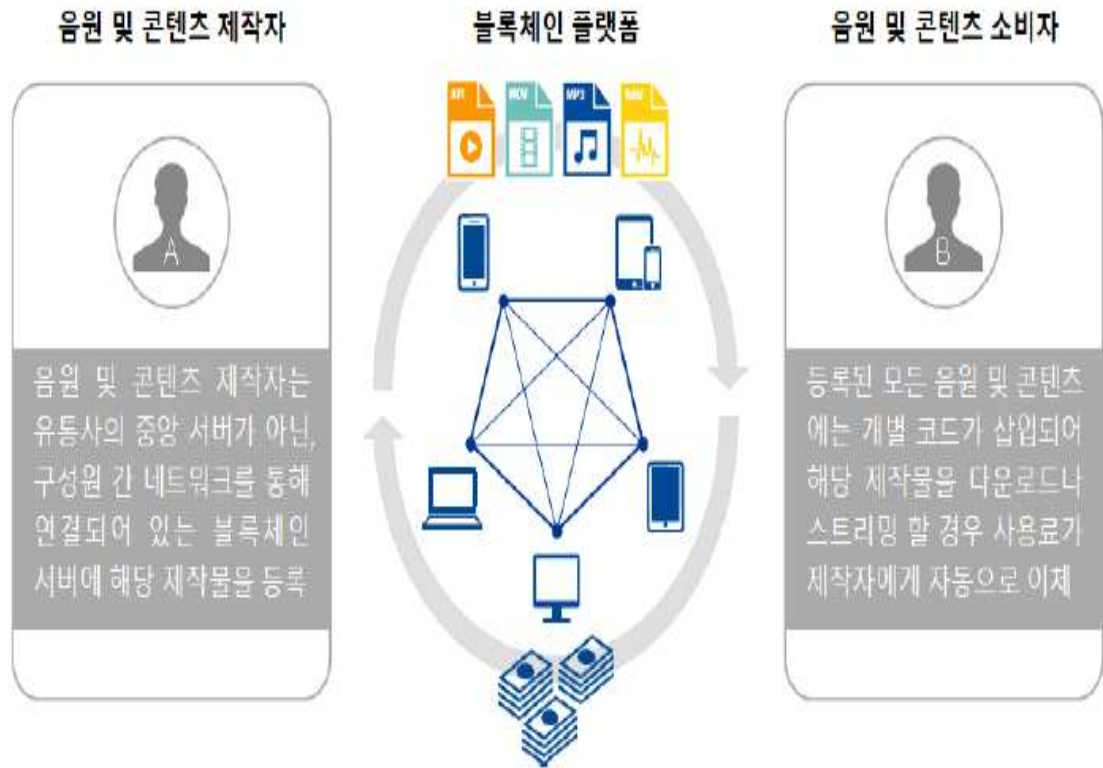 음원 및 콘텐츠 제작자
블록체인 플랫폼
음원 및 콘텐츠 소비자
AVI
MOV
MP3
WAV
A
B
음원 및 콘텐츠 제작자는
유통사의 중앙 서버가 아닌,
구성원 간 네트워크를 통해
연결되어 있는 블록체인
서버에 해당 제작물을 등록
등록된 모든 음원 및 콘텐츠
에는 개별 코드가 삽입되어
해당 제작물을 다운로드나
스트리밍 할 경우 사용료가
제작자에게 자동으로 이체